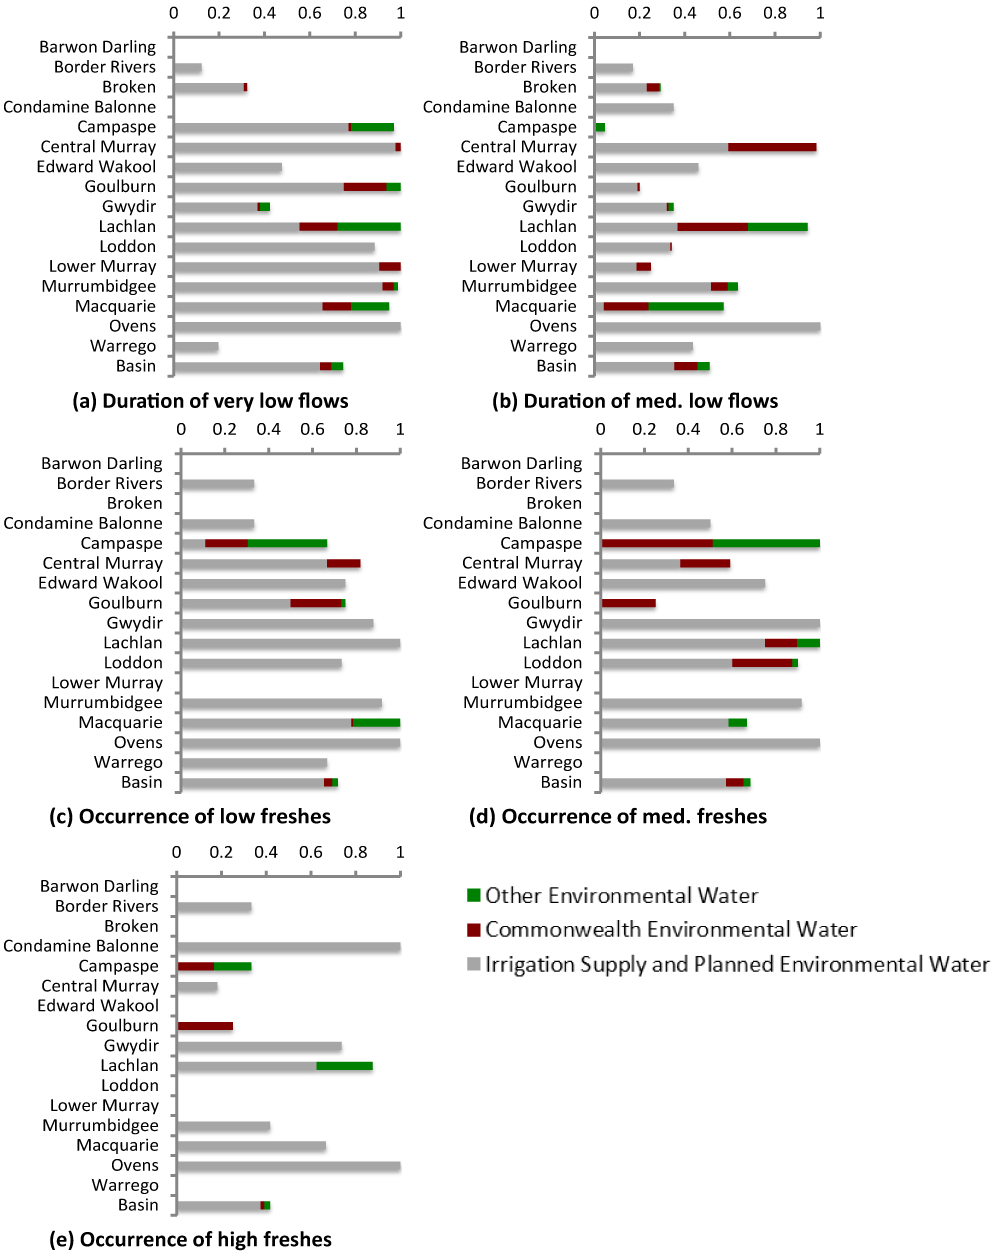 0 0.2 0.4 0.6 0.8 1
Barwon Darling
Border Rivers
Broken
Condamine Balonne
Campaspe
Central Murray
Edward Wakool
Goulburn
Gwydir
Lachlan
Loddon
Lower Murray
Murrumbidgee
Macquarie
Ovens
Warrego
Basin
(a) Duration of very low flows
0 0.2 0.4 0.6 0.8 1
Barwon Darling
Border Rivers
Broken
Condamine Balonne
Campaspe
Central Murray
Edward Wakool
Goulburn
Gwydir
Lachlan
Loddon
Lower Murray
Murrumbidgee
Macquarie
Ovens
Warrego
Basin
(b) Duration of med. low flows
0 0.2 0.4 0.6 0.8 1
Barwon Darling
Border Rivers
Broken
Condamine Balonne
Campaspe
Central Murray
Edward Wakool
Goulburn
Gwydir
Lachlan
Loddon
Lower Murray
Murrumbidgee
Macquarie
Ovens
Warrego
Basin
(c) Occurrence of low freshes
0 0.2 0.4 0.6 0.8 1
Barwon Darling
Border Rivers
Broken
Condamine Balonne
Campaspe
Central Murray
Edward Wakool
Goulburn
Gwydir
Lachlan
Loddon
Lower Murray
Murrumbidgee
Macquarie
Ovens
Warrego
Basin
(d) Occurrence of med. freshes
0 0.2 0.4 0.6 0.8 1
Barwon Darling
Border Rivers
Broken
Condamine Balonne
Campaspe
Central Murray
Edward Wakool
Goulburn
Gwydir
Lachlan
Loddon
Lower Murray
Murrumbidgee
Macquarie
Ovens
Warrego
Basin
(e) Occurrence of high freshes
Other Environmental Water
Commonwealth Environmental Water
Irrigation Supply and Planned Environmental Water